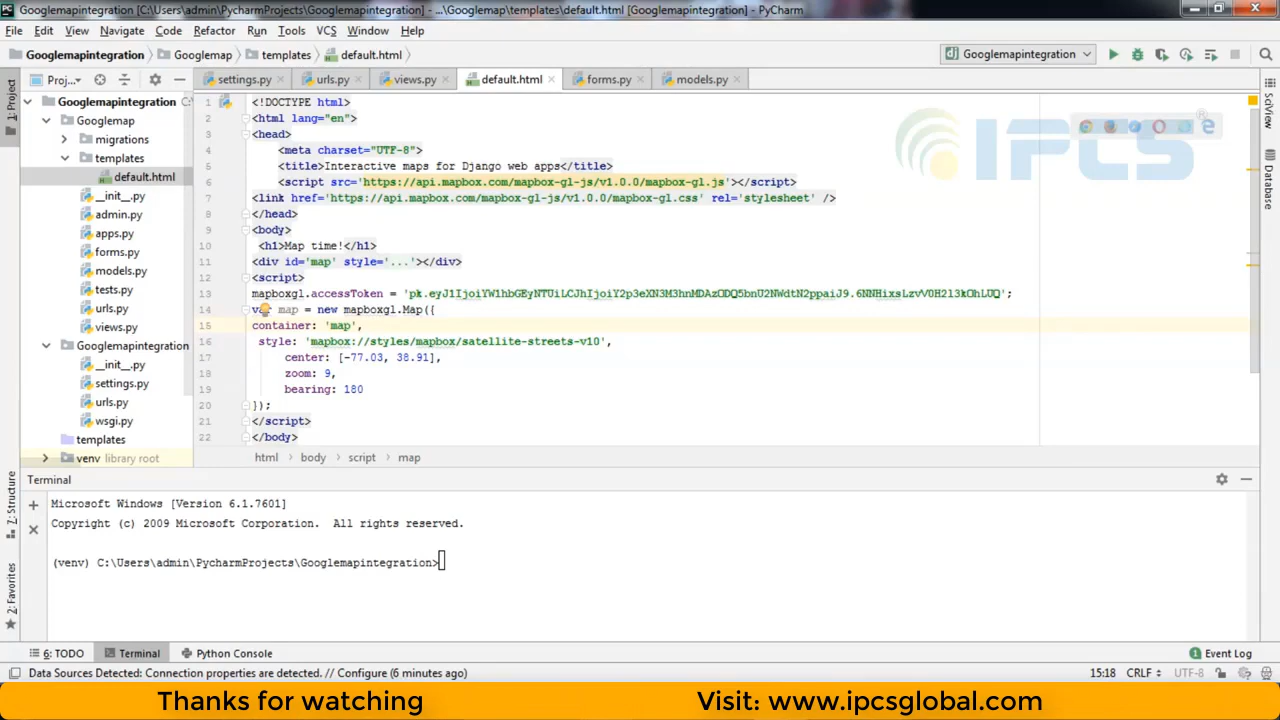 Googlemapintegration [C:\Users\admin\PycharmProjects\Googlemapintegration] - ...\Googlemap\templates\default.html [Googlemapintegration] - PyCharm
File Edit View Navigate Code Refactor Run Tools VCS Window Help
Googlemapintegration Googlemap templates default.html Googlemapintegration
Proj... settings.py urls.py views.py default.html forms.py models.py
1: Project
Googlemapintegration
Googlemap
migrations
templates
default.html
__init__.py
admin.py
apps.py
forms.py
models.py
tests.py
urls.py
views.py
Googlemapintegration
__init__.py
settings.py
urls.py
wsgi.py
templates
venv library root
1 <!DOCTYPE html>
2 <html lang="en">
3 <head>
4 <meta charset="UTF-8">
5 <title>Interactive maps for Django web apps</title>
6 <script src='https://api.mapbox.com/mapbox-gl-js/v1.0.0/mapbox-gl.js'></script>
7 <link href='https://api.mapbox.com/mapbox-gl-js/v1.0.0/mapbox-gl.css' rel='stylesheet' />
8 </head>
9 <body>
10 <h1>Map time!</h1>
11 <div id='map' style='...'></div>
12 <script>
13 mapboxgl.accessToken =
14 var map = new mapboxgl.Map({
15 container: 'map',
16 style: 'mapbox://styles/mapbox/satellite-streets-v10',
17 center: [-77.03, 38.91],
18 zoom: 9,
19 bearing: 180
20 });
21 </script>
22 </body>
html body script map
IPCS
®
SciView
Database
Z: Structure
2: Favorites
Terminal
Microsoft Windows [Version 6.1.7601]
Copyright (c) 2009 Microsoft Corporation. All rights reserved.
(venv) C:\Users\admin\PycharmProjects\Googlemapintegration>
6: TODO Terminal Python Console 1 Event Log
Data Sources Detected: Connection properties are detected. // Configure (6 minutes ago) 15:18 CRLF UTF-8
Thanks for watching Visit: www.ipcsglobal.com